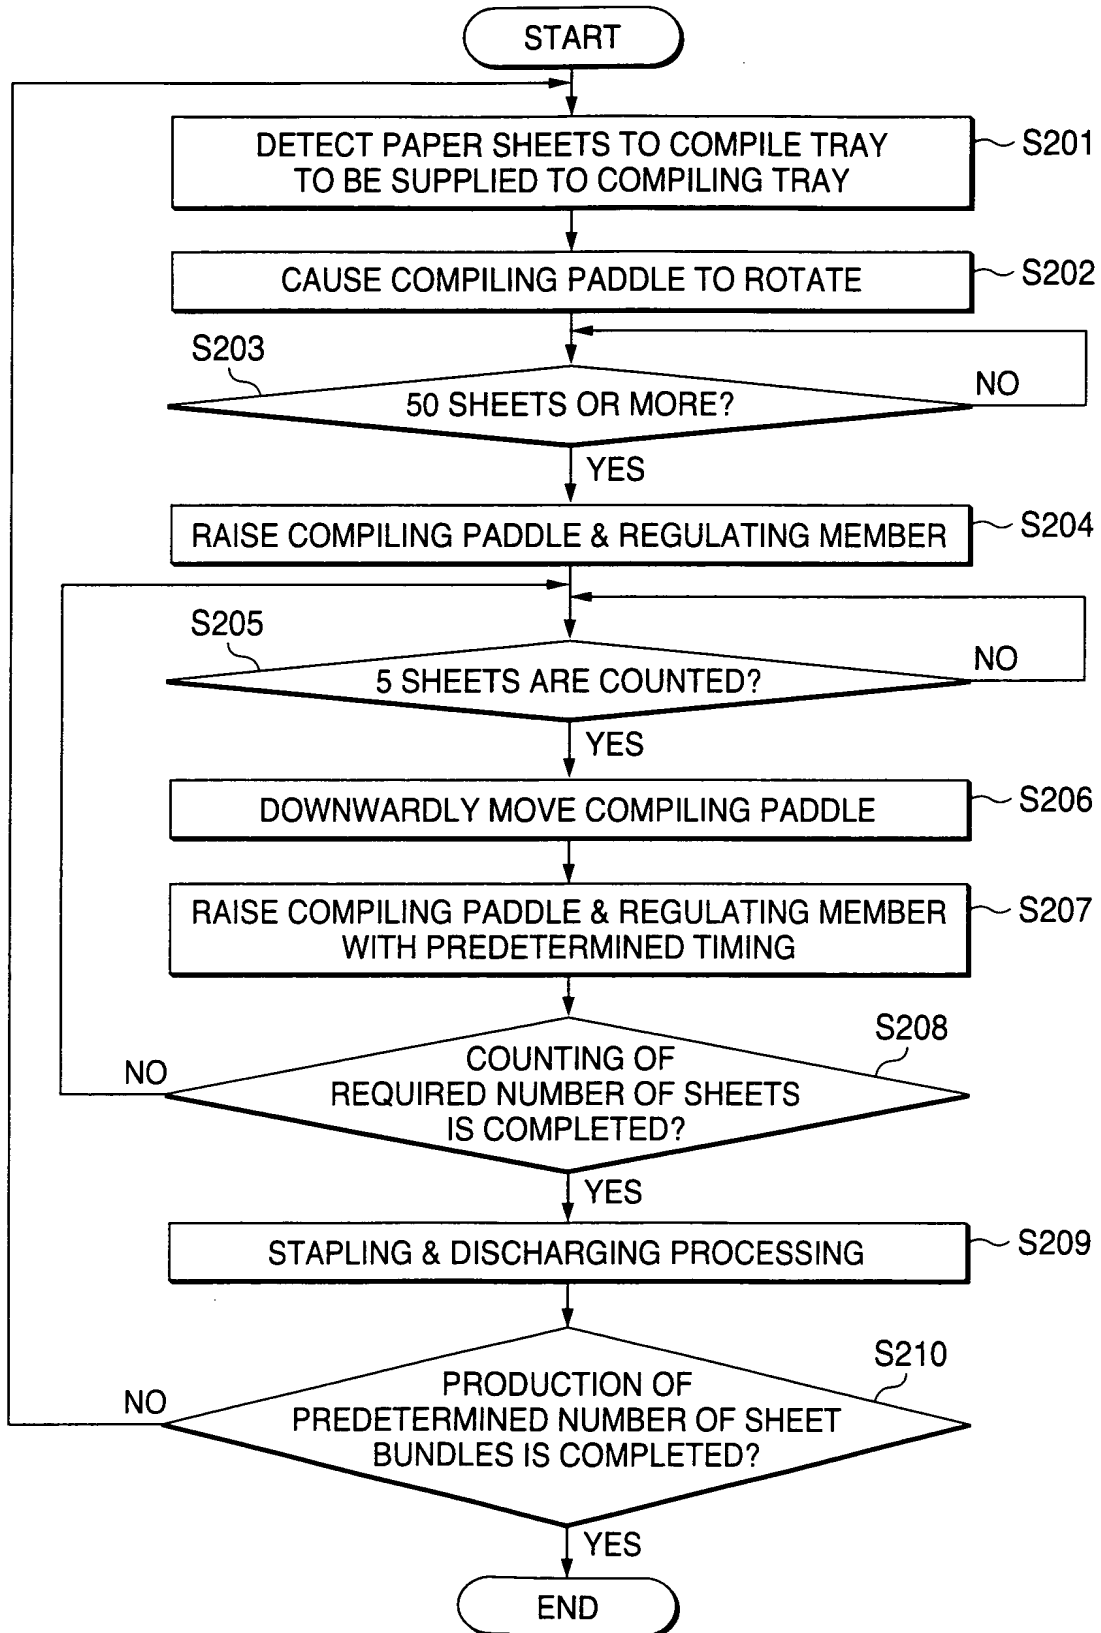 START
DETECT PAPER SHEETS TO COMPILE TRAY
TO BE SUPPLIED TO COMPILING TRAY
S201
CAUSE COMPILING PADDLE TO ROTATE
S202
S203
50 SHEETS OR MORE?
NO
YES
RAISE COMPILING PADDLE & REGULATING MEMBER
S204
S205
5 SHEETS ARE COUNTED?
NO
YES
DOWNWARDLY MOVE COMPILING PADDLE
S206
RAISE COMPILING PADDLE & REGULATING MEMBER
WITH PREDETERMINED TIMING
S207
S208
NO
COUNTING OF
REQUIRED NUMBER OF SHEETS
IS COMPLETED?
YES
STAPLING & DISCHARGING PROCESSING
S209
S210
NO
PRODUCTION OF
PREDETERMINED NUMBER OF SHEET
BUNDLES IS COMPLETED?
YES
END